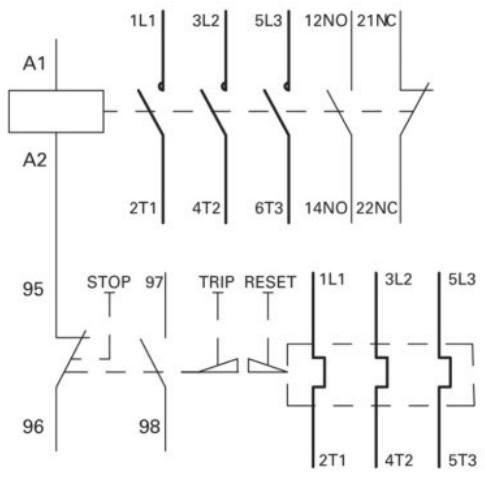 1L1 3L2 5L3 12NO 21NC
A1
A2
2T1 4T2 6T3 14NO 22NC
95 STOP 97 TRIP RESET 1L1 3L2 5L3
96 98
2T1 4T2 5T3